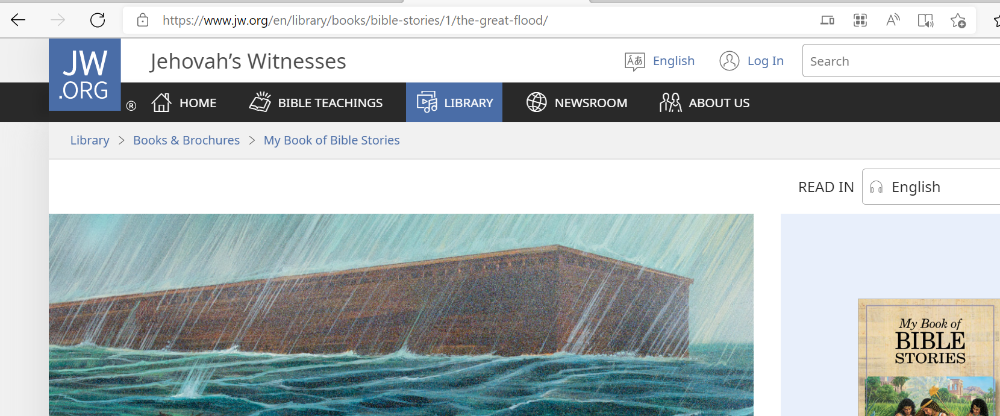 https://www.jw.org/en/library/books/bible-stories/1/the-great-flood/
JW
.ORG
®
Jehovah’s Witnesses
English
Log In
Search
HOME
BIBLE TEACHINGS
LIBRARY
NEWSROOM
ABOUT US
Library > Books & Brochures > My Book of Bible Stories
READ IN
English
My Book of
BIBLE
STORIES